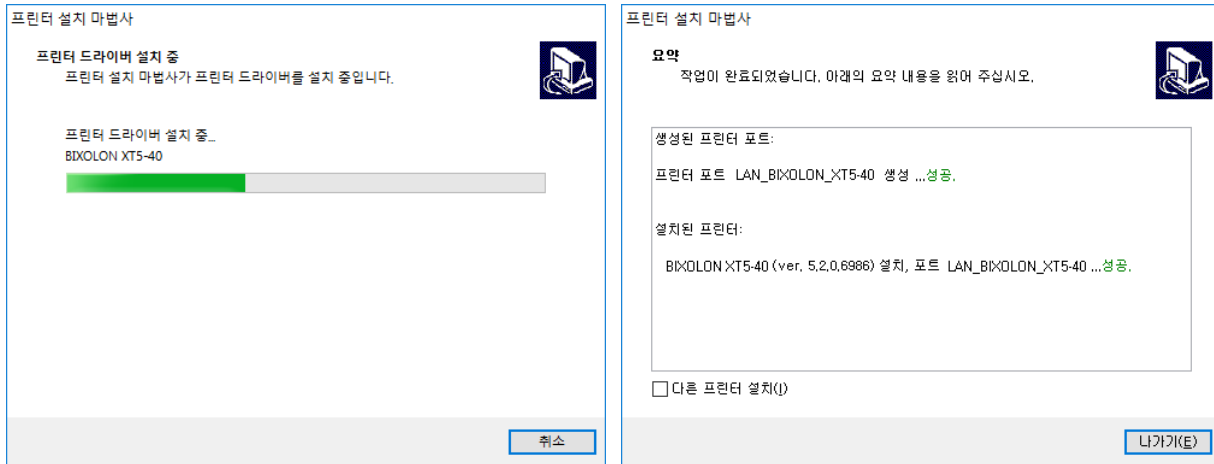 프린터 설치 마법사
프린터 드라이버 설치 중
프린터 설치 마법사가 프린터 드라이버를 설치 중입니다.
프린터 드라이버 설치 중...
BIXOLON XT5-40
취소
프린터 설치 마법사
요약
작업이 완료되었습니다. 아래의 요약 내용을 읽어 주십시오.
생성된 프린터 포트:
프린터 포트 LAN_BIXOLON_XT5-40 생성 ...성공.
설치된 프린터:
BIXOLON XT5-40 (ver. 5.2.0.6986) 설치, 포트 LAN_BIXOLON_XT5-40 ...성공.
다른 프린터 설치(I)
나가기(E)